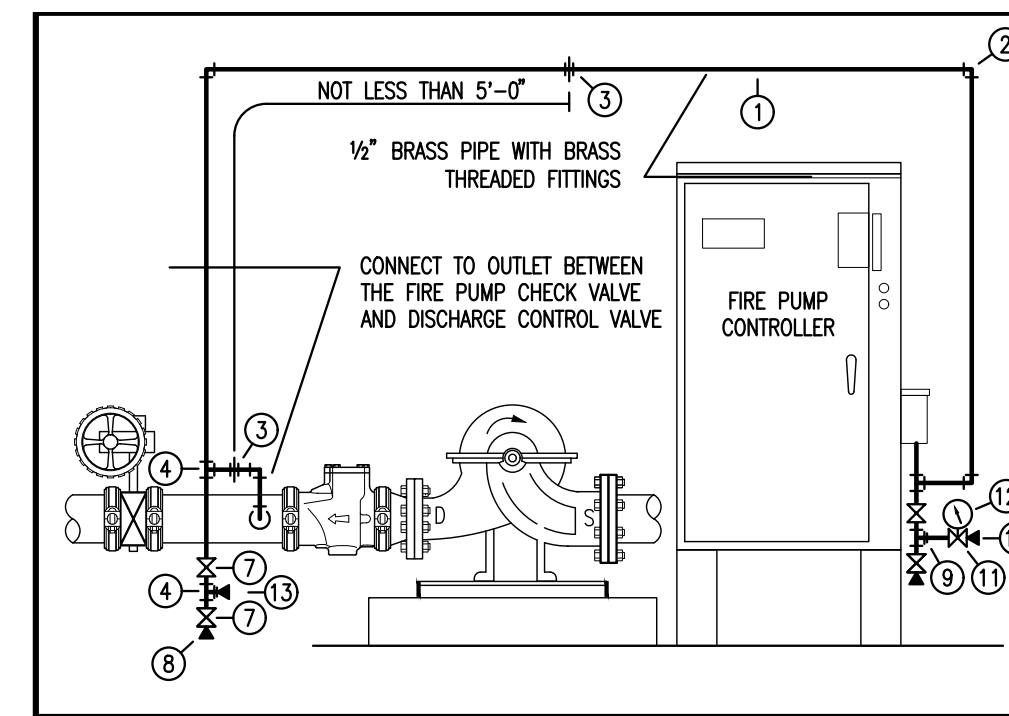 2
NOT LESS THAN 5'-0"
3
1
½" BRASS PIPE WITH BRASS
THREADED FITTINGS
CONNECT TO OUTLET BETWEEN
THE FIRE PUMP CHECK VALVE
AND DISCHARGE CONTROL VALVE
FIRE PUMP
CONTROLLER
3
4
D
S
12
7
4
13
9
11
7
8